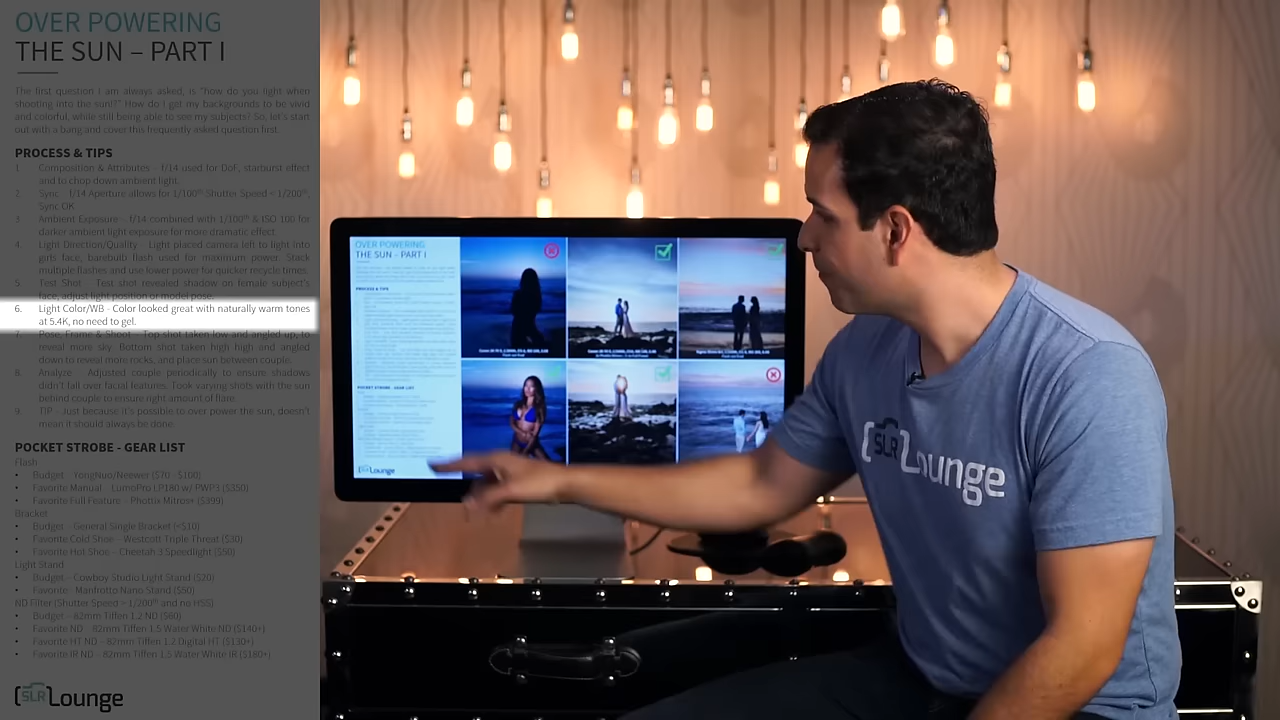 OVER POWERING
THE SUN – PART I
The first question I am always asked, is "how do you light when
shooting into the sun!?" How do I get my backgrounds to be vivid
and colorful, while still being able to see my subjects? So, let's start
out with a bang and cover this frequently asked question first.
PROCESS & TIPS
1. Composition & Attributes - f/14 used for DoF, starburst effect
and to chop-down ambient light.
2. Sync - f/14 Aperture allows for 1/100th Shutter Speed < 1/200th,
Sync OK
3. Ambient Exposure - f/14 combined with 1/100th & ISO 100 for
darker ambient light exposure for more dramatic effect.
4. Light Direction/Quality - Light placed camera left to light into
girls face, barebulb flash used for maximum power. Stack
multiple flashes and use lower power for quicker recycle times.
5. Test Shot - Test shot revealed shadow on female subject's
face, adjust light position or model pose.
6. Light Color/WB - Color looked great with naturally warm tones
at 5.4K, no need to gel.
7. Pose, Frame & Shoot - Top shot taken low and angled up, to
reveal more sky. Bottom shot taken high and angled
down to reveal more rocks, and place sun between couple.
8. Analyze - Adjusted couple periodically to ensure shadows
didn't fall over facial features. Took varying shots with the sun
behind couple to ensure right amount of flare.
9. TIP - Just because it's possible to over power the sun, doesn't
mean it should always be done.
POCKET STROBE - GEAR LIST
Flash
• Budget - YongNuo/Neewer ($70 - $100)
• Favorite Manual - LumoPro LP180 w/ PWP3 ($350)
• Favorite Full Feature - Phottix Mitros+ ($399)
Bracket
• Budget - General Single Bracket (<$10)
• Favorite Cold Shoe - Westcott Triple Threat ($30)
• Favorite Hot Shoe - Cheetah 3 Speedlight ($50)
Light Stand
• Budget - Cowboy Studio Light Stand ($20)
• Favorite - Manfrotto Nano Stand ($60)
ND Filter (Shutter Speed > 1/200th and no HSS)
• Budget - 82mm Tiffen 1.2 ND ($60)
• Favorite ND - 82mm Tiffen 1.5 Water White ND ($140+)
• Favorite HT ND - 82mm Tiffen 1.2 Digital HT ($130+)
• Favorite IR ND - 82mm Tiffen 1.5 Water White IR ($180+)
SLR Lounge
OVER POWERING
THE SUN – PART I
PROCESS & TIPS
POCKET STROBE - GEAR LIST
SLR Lounge
SLR Lounge